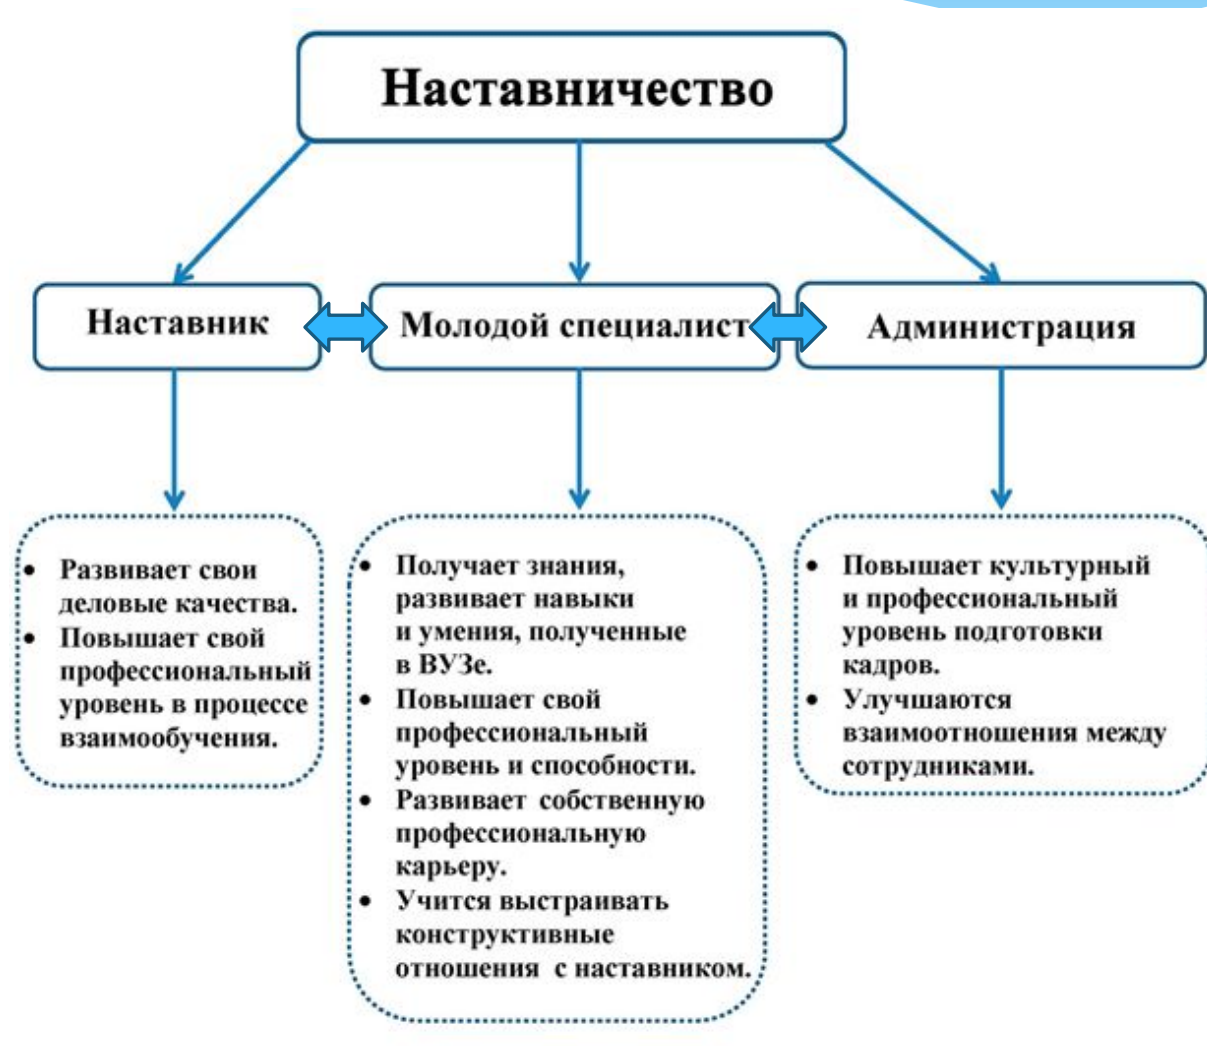 Наставничество
Наставник
Молодой специалист
Администрация
• Развивает свои
деловые качества.
• Повышает свой
профессиональный
уровень в процессе
взаимообучения.
• Получает знания,
развивает навыки
и умения, полученные
в ВУЗе.
• Повышает свой
профессиональный
уровень и способности.
• Развивает собственную
профессиональную
карьеру.
• Учится выстраивать
конструктивные
отношения с наставником.
• Повышает культурный
и профессиональный
уровень подготовки
кадров.
• Улучшаются
взаимоотношения между
сотрудниками.